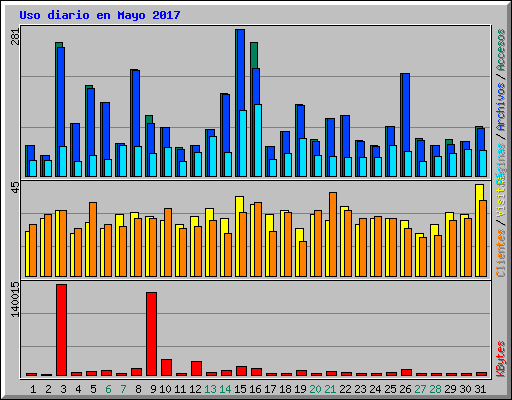 Uso diario en Mayo 2017
281
45
140015
Accesos / Archivos / Páginas
Visitas / Clientes
KBytes
1 2 3 4 5 6 7 8 9 10 11 12 13 14 15 16 17 18 19 20 21 22 23 24 25 26 27 28 29 30 31